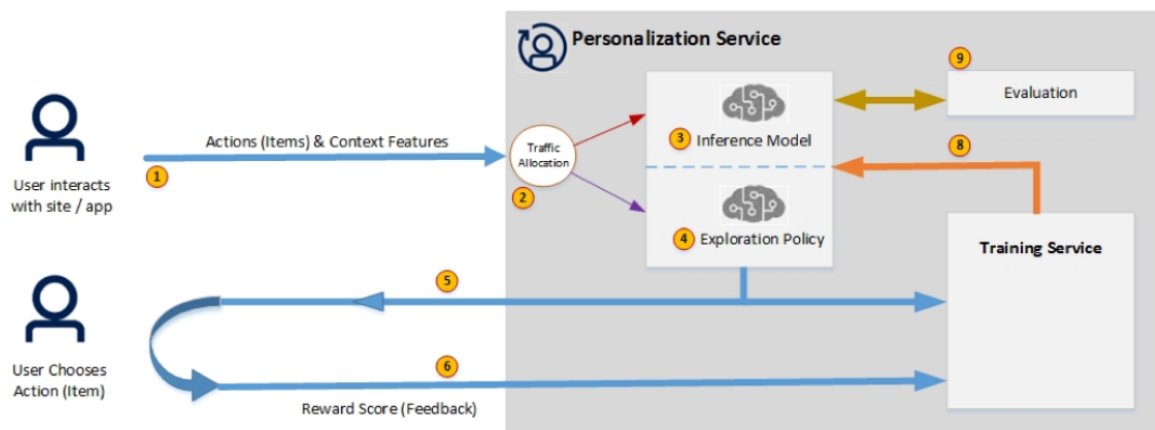 Personalization Service
9
Evaluation
Actions (Items) & Context Features
Traffic
Allocation
3
Inference Model
8
1
2
User interacts
with site / app
4
Exploration Policy
Training Service
5
User Chooses
Action (Item)
6
Reward Score (Feedback)